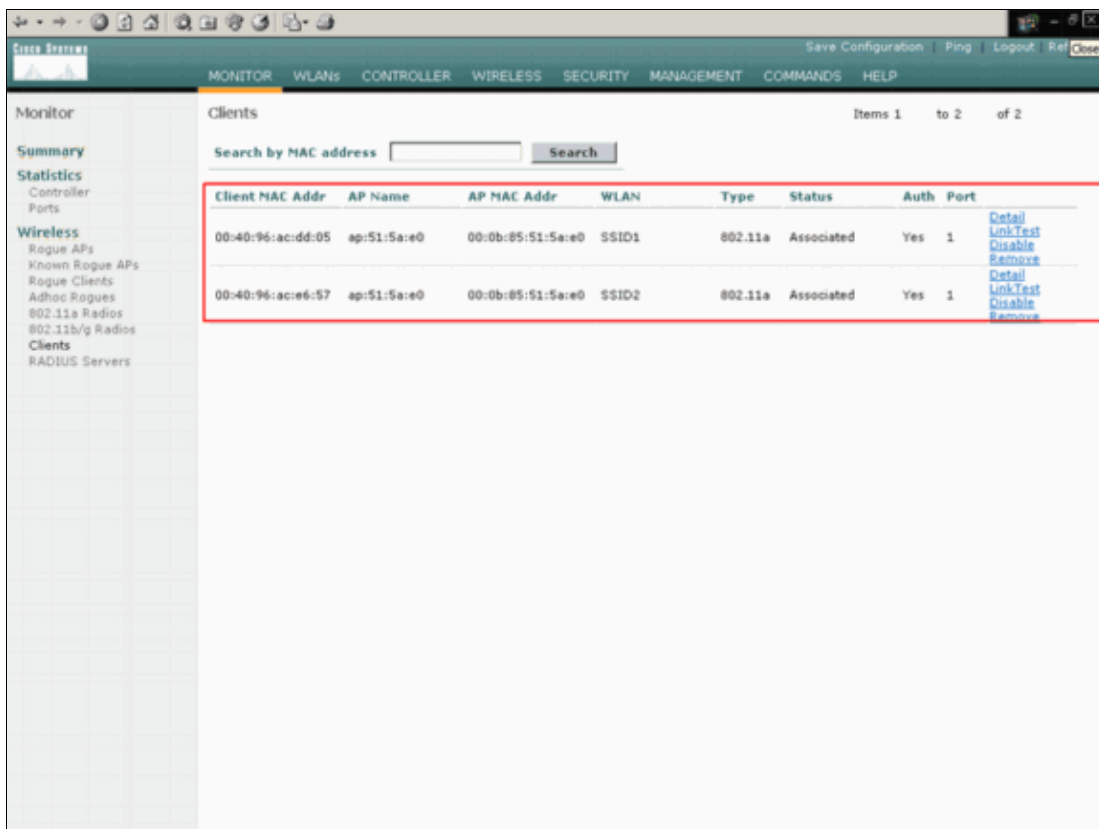 CISCO SYSTEMS
Save Configuration | Ping | Logout | Ref
Close
MONITOR WLANs CONTROLLER WIRELESS SECURITY MANAGEMENT COMMANDS HELP
Monitor
Summary
Statistics
Controller
Ports
Wireless
Rogue APs
Known Rogue APs
Rogue Clients
Adhoc Rogues
802.11a Radios
802.11b/g Radios
Clients
RADIUS Servers
Clients Items 1 to 2 of 2
Search by MAC address Search
Client MAC Addr AP Name AP MAC Addr WLAN Type Status Auth Port
00:40:96:ac:dd:05 ap:51:5a:e0 00:0b:85:51:5a:e0 SSID1 802.11a Associated Yes 1
Detail
LinkTest
Disable
Remove
00:40:96:ac:e6:57 ap:51:5a:e0 00:0b:85:51:5a:e0 SSID2 802.11a Associated Yes 1
Detail
LinkTest
Disable
Remove